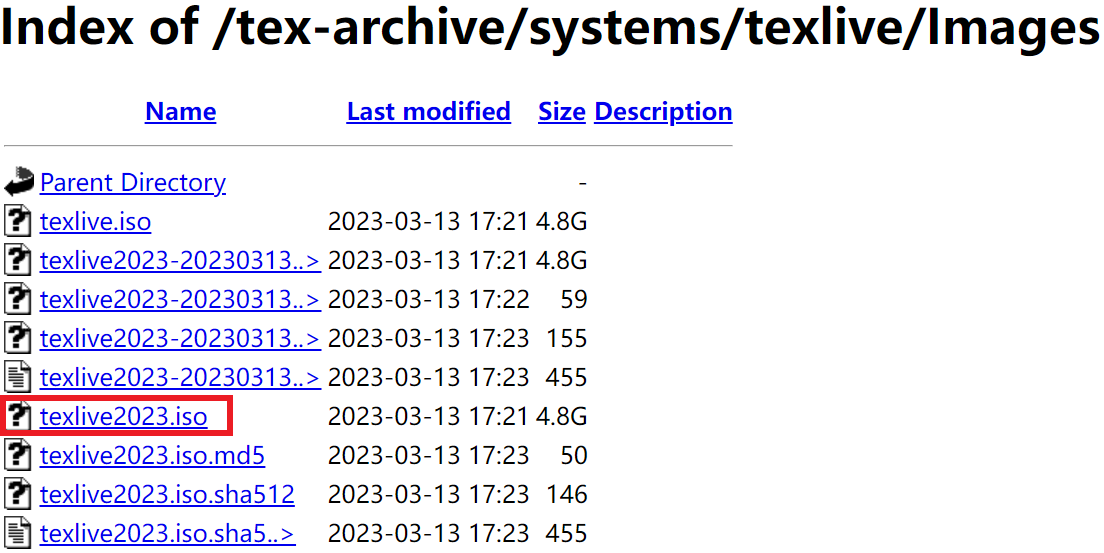 Index of /tex-archive/systems/texlive/Images
Name Last modified Size Description
Parent Directory -
texlive.iso 2023-03-13 17:21 4.8G
texlive2023-20230313..> 2023-03-13 17:21 4.8G
texlive2023-20230313..> 2023-03-13 17:22 59
texlive2023-20230313..> 2023-03-13 17:23 155
texlive2023-20230313..> 2023-03-13 17:23 455
texlive2023.iso 2023-03-13 17:21 4.8G
texlive2023.iso.md5 2023-03-13 17:23 50
texlive2023.iso.sha512 2023-03-13 17:23 146
texlive2023.iso.sha5..> 2023-03-13 17:23 455